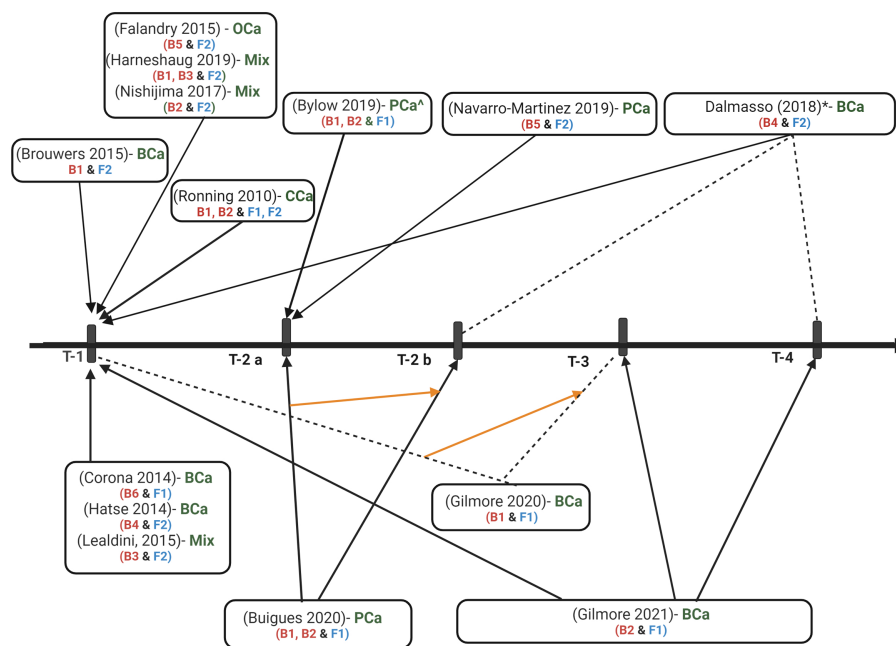 (Falandry 2015) - OCa
(B5 & F2)
(Harneshaug 2019)- Mix
(B1, B3 & F2)
(Nishijima 2017)- Mix
(B2 & F2)
(Bylow 2019)- PCa^
(B1, B2 & F1)
(Navarro-Martinez 2019)- PCa
(B5 & F2)
Dalmasso (2018)*- BCa
(B4 & F2)
(Brouwers 2015)- BCa
B1 & F2
(Ronning 2010)- CCa
B1, B2 & F1, F2
T-1
T-2 a
T-2 b
T-3
T-4
(Corona 2014)- BCa
(B6 & F1)
(Hatse 2014)- BCa
(B4 & F2)
(Lealdini, 2015)- Mix
(B3 & F2)
(Gilmore 2020)- BCa
(B1 & F1)
(Buigues 2020)- PCa
(B1, B2 & F1)
(Gilmore 2021)- BCa
(B2 & F1)